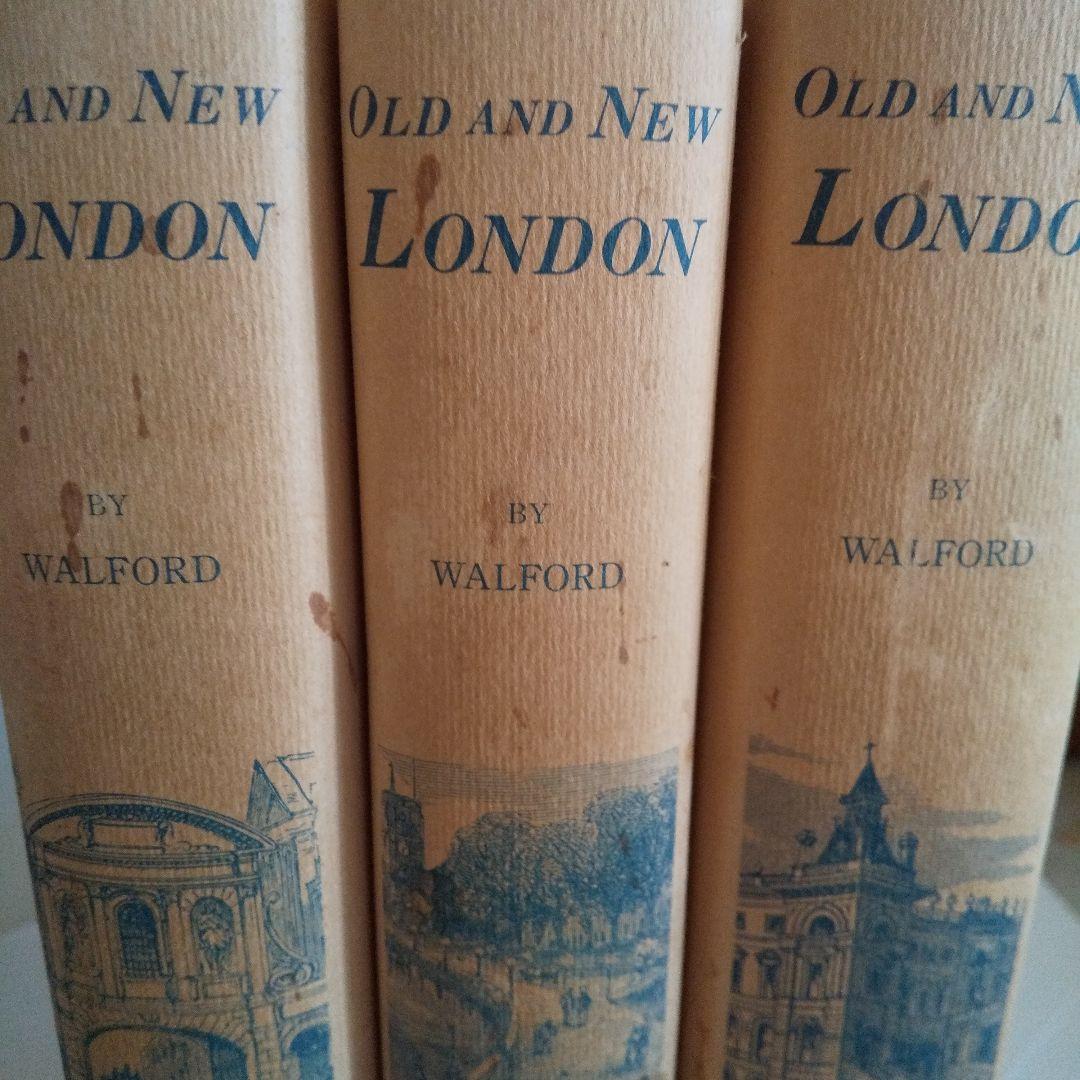 AND NEW
ONDON
BY
WALFORD
OLD AND NEW
LONDON
BY
WALFORD
OLD AND N
LONDO
BY
WALFORD